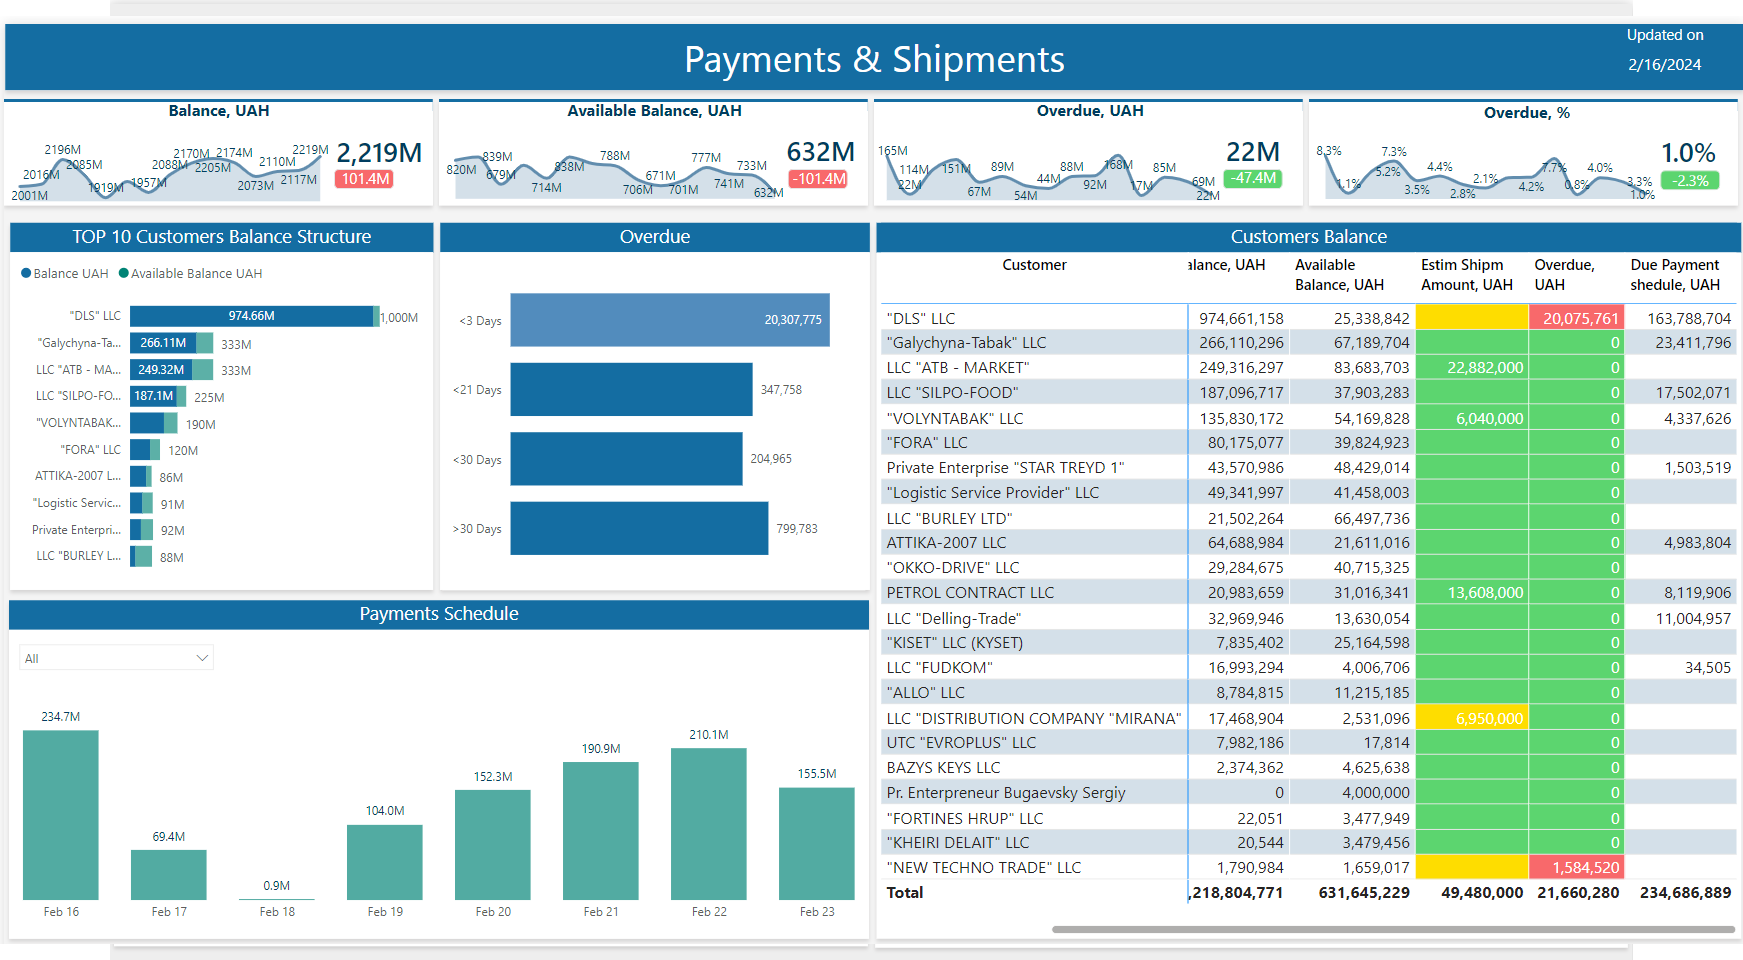 Payments & Shipments
Updated on
2/16/2024
Balance, UAH
2001M 2016M 2196M 2085M 1919M 1957M 2088M 2170M 2205M 2174M 2073M 2110M 2117M 2219M
2,219M
101.4M
Available Balance, UAH
820M 839M 679M 714M 838M 788M 706M 671M 701M 777M 741M 733M 632M
632M
-101.4M
Overdue, UAH
165M 114M 22M 151M 67M 89M 54M 44M 88M 92M 168M 17M 85M 69M 22M
22M
-47.4M
Overdue, %
8.3% 1.1% 7.3% 5.2% 3.5% 4.4% 2.8% 2.1% 4.2% 7.7% 0.8% 4.0% 3.3% 1.0%
1.0%
-2.3%
TOP 10 Customers Balance Structure
Balance UAH Available Balance UAH
"DLS" LLC 974.66M 1,000M
"Galychyna-Ta... 266.11M 333M
LLC "ATB - MA... 249.32M 333M
LLC "SILPO-FO... 187.1M 225M
"VOLYNTABAK... 190M
"FORA" LLC 120M
ATTIKA-2007 L... 86M
"Logistic Servic... 91M
Private Enterpri... 92M
LLC "BURLEY L... 88M
Overdue
<3 Days 20,307,775
<21 Days 347,758
<30 Days 204,965
>30 Days 799,783
Payments Schedule
All
234.7M 69.4M 0.9M 104.0M 152.3M 190.9M 210.1M 155.5M
Feb 16 Feb 17 Feb 18 Feb 19 Feb 20 Feb 21 Feb 22 Feb 23
Customers Balance
Customer alance, UAH Available Estim Shipm Overdue, Due Payment
Balance, UAH Amount, UAH UAH shedule, UAH
"DLS" LLC 974,661,158 25,338,842 20,075,761 163,788,704
"Galychyna-Tabak" LLC 266,110,296 67,189,704 0 23,411,796
LLC "ATB - MARKET" 249,316,297 83,683,703 22,882,000 0
LLC "SILPO-FOOD" 187,096,717 37,903,283 0 17,502,071
"VOLYNTABAK" LLC 135,830,172 54,169,828 6,040,000 0 4,337,626
"FORA" LLC 80,175,077 39,824,923 0
Private Enterprise "STAR TREYD 1" 43,570,986 48,429,014 0 1,503,519
"Logistic Service Provider" LLC 49,341,997 41,458,003 0
LLC "BURLEY LTD" 21,502,264 66,497,736 0
ATTIKA-2007 LLC 64,688,984 21,611,016 0 4,983,804
"OKKO-DRIVE" LLC 29,284,675 40,715,325 0
PETROL CONTRACT LLC 20,983,659 31,016,341 13,608,000 0 8,119,906
LLC "Delling-Trade" 32,969,946 13,630,054 0 11,004,957
"KISET" LLC (KYSET) 7,835,402 25,164,598 0
LLC "FUDKOM" 16,993,294 4,006,706 0 34,505
"ALLO" LLC 8,784,815 11,215,185 0
LLC "DISTRIBUTION COMPANY "MIRANA" 17,468,904 2,531,096 6,950,000 0
UTC "EVROPLUS" LLC 7,982,186 17,814 0
BAZYS KEYS LLC 2,374,362 4,625,638 0
Pr. Enterpreneur Bugaevsky Sergiy 0 4,000,000 0
"FORTINES HRUP" LLC 22,051 3,477,949 0
"KHEIRI DELAIT" LLC 20,544 3,479,456 0
"NEW TECHNO TRADE" LLC 1,790,984 1,659,017 1,584,520
Total ,218,804,771 631,645,229 49,480,000 21,660,280 234,686,889